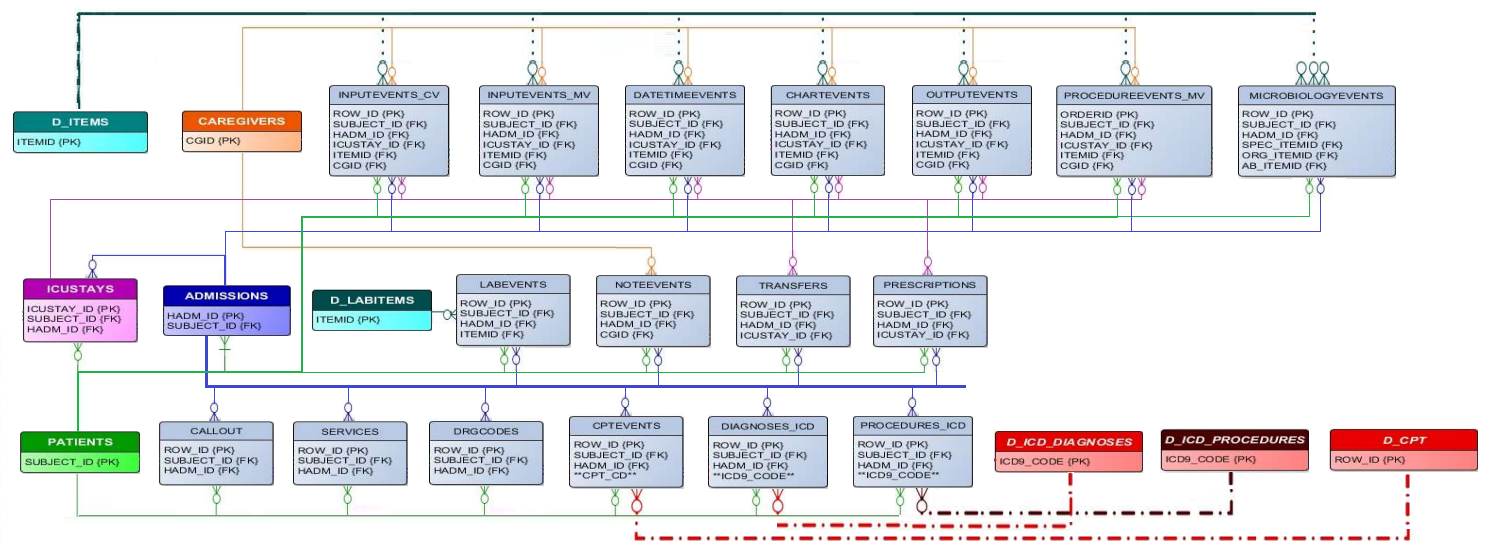 D_ITEMS
ITEMID {PK}
CAREGIVERS
CGID {PK}
INPUTEVENTS_CV
ROW_ID {PK}
SUBJECT_ID {FK}
HADM_ID {FK}
ICUSTAY_ID {FK}
ITEMID {FK}
CGID {FK}
INPUTEVENTS_MV
ROW_ID {PK}
SUBJECT_ID {FK}
HADM_ID {FK}
ICUSTAY_ID {FK}
ITEMID {FK}
CGID {FK}
DATETIMEEVENTS
ROW_ID {PK}
SUBJECT_ID {FK}
HADM_ID {FK}
ICUSTAY_ID {FK}
ITEMID {FK}
CGID {FK}
CHARTEVENTS
ROW_ID {PK}
SUBJECT_ID {FK}
HADM_ID {FK}
ICUSTAY_ID {FK}
ITEMID {FK}
CGID {FK}
OUTPUTEVENTS
ROW_ID {PK}
SUBJECT_ID {FK}
HADM_ID {FK}
ICUSTAY_ID {FK}
ITEMID {FK}
CGID {FK}
PROCEDUREEVENTS_MV
ORDERID {PK}
SUBJECT_ID {FK}
HADM_ID {FK}
ICUSTAY_ID {FK}
ITEMID {FK}
CGID {FK}
MICROBIOLOGYEVENTS
ROW_ID {PK}
SUBJECT_ID {FK}
HADM_ID {FK}
SPEC_ITEMID {FK}
ORG_ITEMID {FK}
AB_ITEMID {FK}
ICUSTAYS
ICUSTAY_ID {PK}
SUBJECT_ID {FK}
HADM_ID {FK}
ADMISSIONS
HADM_ID {PK}
SUBJECT_ID {FK}
D_LABITEMS
ITEMID {PK}
LABEVENTS
ROW_ID {PK}
SUBJECT_ID {FK}
HADM_ID {FK}
ITEMID {FK}
NOTEEVENTS
ROW_ID {PK}
SUBJECT_ID {FK}
HADM_ID {FK}
CGID {FK}
TRANSFERS
ROW_ID {PK}
SUBJECT_ID {FK}
HADM_ID {FK}
ICUSTAY_ID {FK}
PRESCRIPTIONS
ROW_ID {PK}
SUBJECT_ID {FK}
HADM_ID {FK}
ICUSTAY_ID {FK}
PATIENTS
SUBJECT_ID {PK}
CALLOUT
ROW_ID {PK}
SUBJECT_ID {FK}
HADM_ID {FK}
SERVICES
ROW_ID {PK}
SUBJECT_ID {FK}
HADM_ID {FK}
DRGCODES
ROW_ID {PK}
SUBJECT_ID {FK}
HADM_ID {FK}
CPTEVENTS
ROW_ID {PK}
SUBJECT_ID {FK}
HADM_ID {FK}
**CPT_CD**
DIAGNOSES_ICD
ROW_ID {PK}
SUBJECT_ID {FK}
HADM_ID {FK}
**ICD9_CODE**
PROCEDURES_ICD
ROW_ID {PK}
SUBJECT_ID {FK}
HADM_ID {FK}
**ICD9_CODE**
D_ICD_DIAGNOSES
ICD9_CODE {PK}
D_ICD_PROCEDURES
ICD9_CODE {PK}
D_CPT
ROW_ID {PK}